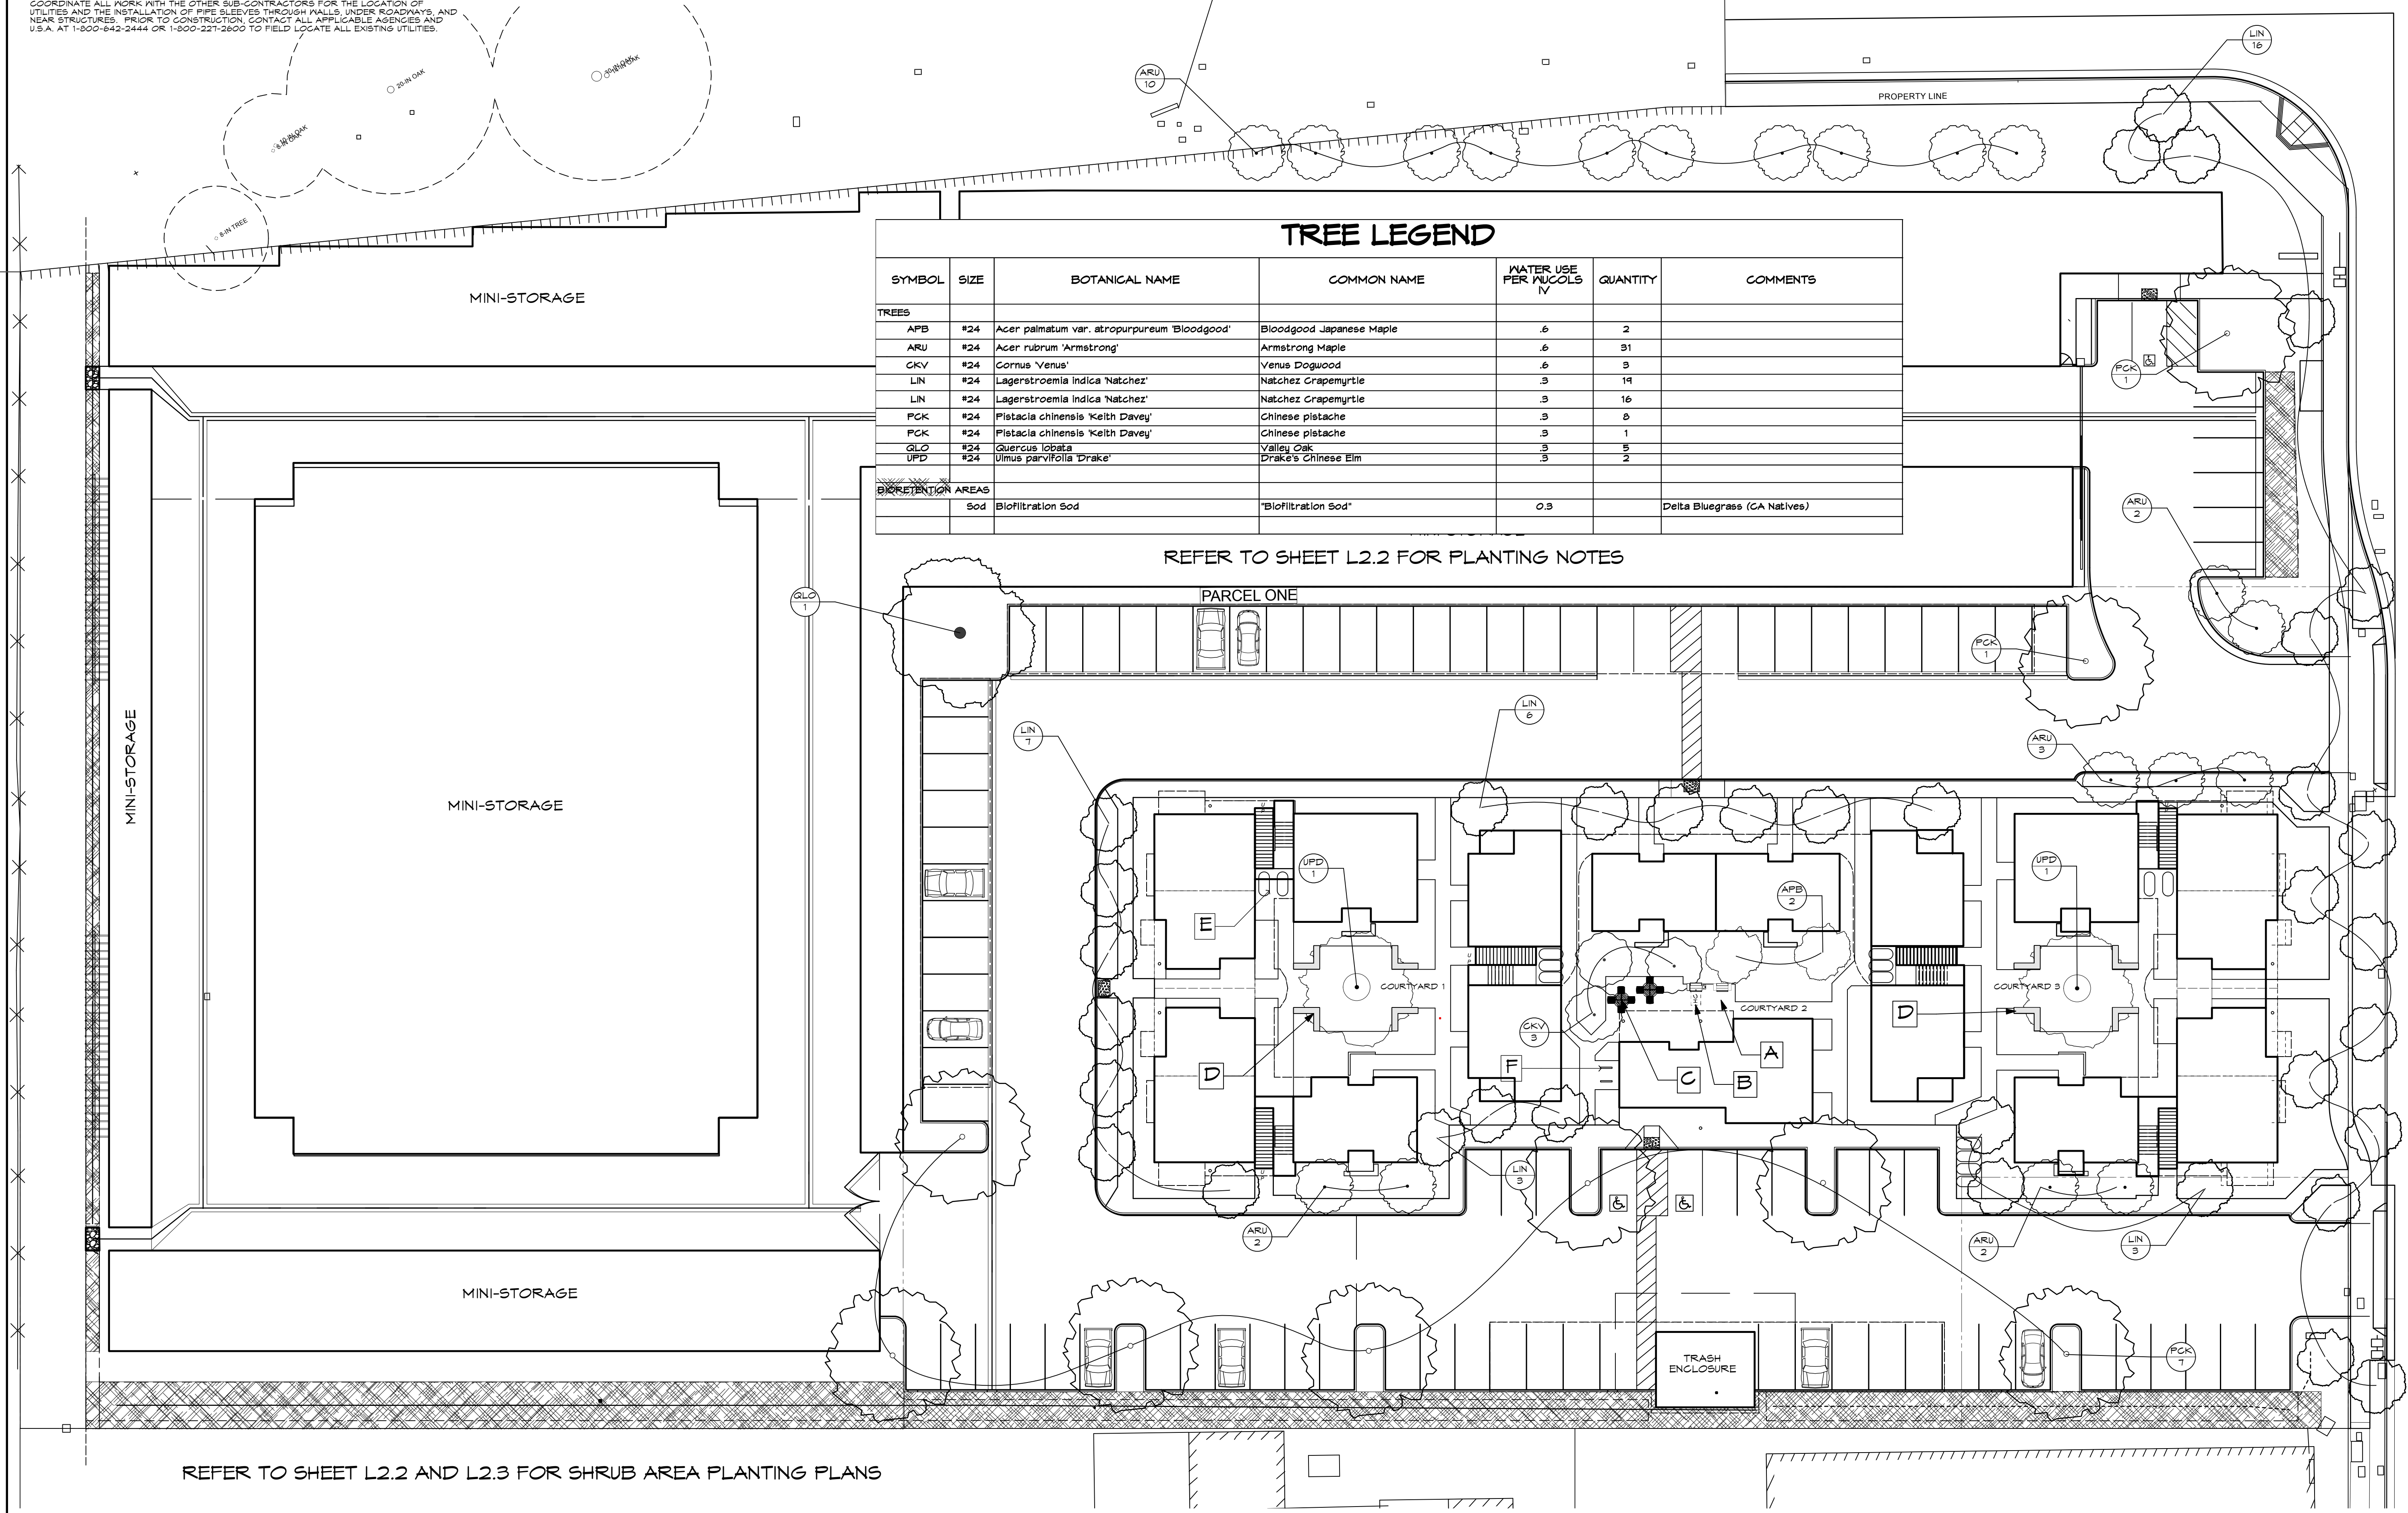 COORDINATE ALL WORK WITH THE OTHER SUB-CONTRACTORS FOR THE LOCATION OF
UTILITIES AND THE INSTALLATION OF PIPE SLEEVES THROUGH WALLS, UNDER ROADWAYS, AND
NEAR STRUCTURES. PRIOR TO CONSTRUCTION, CONTACT ALL APPLICABLE AGENCIES AND
U.S.A. AT 1-800-642-2444 OR 1-800-227-2600 TO FIELD LOCATE ALL EXISTING UTILITIES.
20-IN OAK
8-IN TREE
LIN
16
ARU
10
PROPERTY LINE
MINI-STORAGE
TREE LEGEND
SYMBOL SIZE BOTANICAL NAME COMMON NAME WATER USE PER WUCOLS IV QUANTITY COMMENTS
TREES
APB #24 Acer palmatum var. atropurpureum 'Bloodgood' Bloodgood Japanese Maple .6 2
ARU #24 Acer rubrum 'Armstrong' Armstrong Maple .6 31
CKV #24 Cornus 'Venus' Venus Dogwood .6 3
LIN #24 Lagerstroemia indica 'Natchez' Natchez Crapemyrtle .3 19
LIN #24 Lagerstroemia indica 'Natchez' Natchez Crapemyrtle .3 16
PCK #24 Pistacia chinensis 'Keith Davey' Chinese pistache .3 8
PCK #24 Pistacia chinensis 'Keith Davey' Chinese pistache .3 1
QLO #24 Quercus lobata Valley Oak .3 5
UPD #24 Ulmus parvifolia 'Drake' Drake's Chinese Elm .3 2
BIORETENTION AREAS
Sod Biofiltration Sod "Biofiltration Sod" 0.3 Delta Bluegrass (CA Natives)
REFER TO SHEET L2.2 FOR PLANTING NOTES
PCK
1
ARU
2
QLO
1
PARCEL ONE
PCK
1
LIN
6
LIN
7
ARU
3
MINI-STORAGE
MINI-STORAGE
UPD
1
UPD
1
APB
2
E
COURTYARD 1
COURTYARD 2
COURTYARD 3
D
CKV
3
A
F
C
B
D
LIN
3
ARU
2
ARU
2
LIN
3
MINI-STORAGE
TRASH
ENCLOSURE
PCK
7
REFER TO SHEET L2.2 AND L2.3 FOR SHRUB AREA PLANTING PLANS